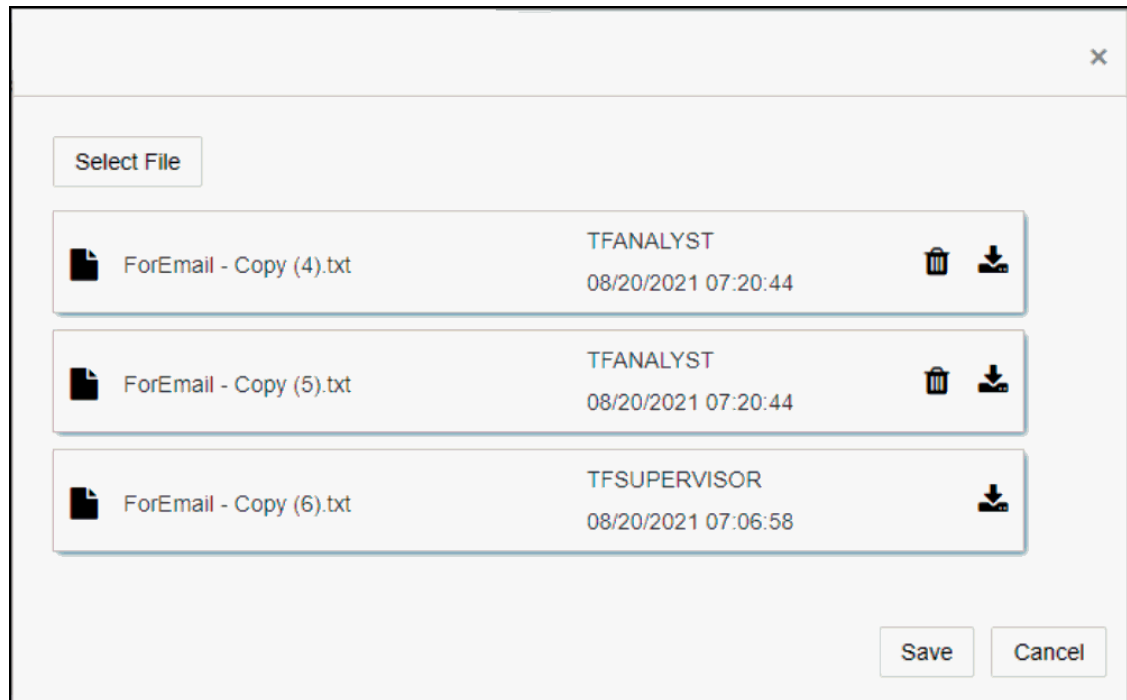 ×
Select File
ForEmail - Copy (4).txt
TFANALYST
08/20/2021 07:20:44
ForEmail - Copy (5).txt
TFANALYST
08/20/2021 07:20:44
ForEmail - Copy (6).txt
TFSUPERVISOR
08/20/2021 07:06:58
Save Cancel